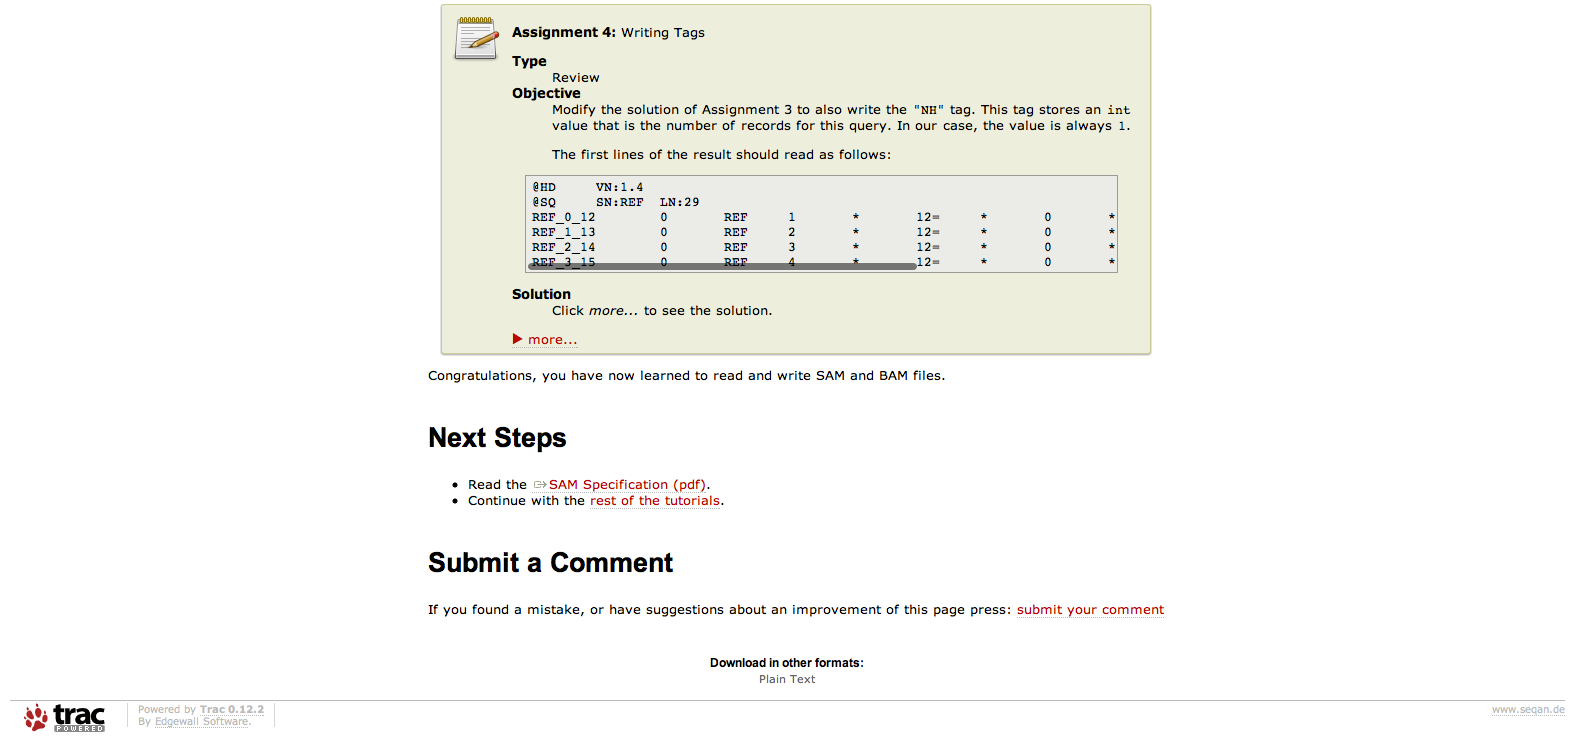 Assignment 4: Writing Tags
Type
Review
Objective
Modify the solution of Assignment 3 to also write the "NH" tag. This tag stores an int
value that is the number of records for this query. In our case, the value is always 1.
The first lines of the result should read as follows:
@HD VN:1.4
@SQ SN:REF LN:29
REF_0_12 0 REF 1 * 12= * 0 *
REF_1_13 0 REF 2 * 12= * 0 *
REF_2_14 0 REF 3 * 12= * 0 *
REF_3_15 0 REF 4 * 12= * 0 *
Solution
Click more... to see the solution.
more...
Congratulations, you have now learned to read and write SAM and BAM files.
Next Steps
• Read the SAM Specification (pdf).
• Continue with the rest of the tutorials.
Submit a Comment
If you found a mistake, or have suggestions about an improvement of this page press: submit your comment
Download in other formats:
Plain Text
trac POWERED
Powered by Trac 0.12.2
By Edgewall Software.
www.seqan.de